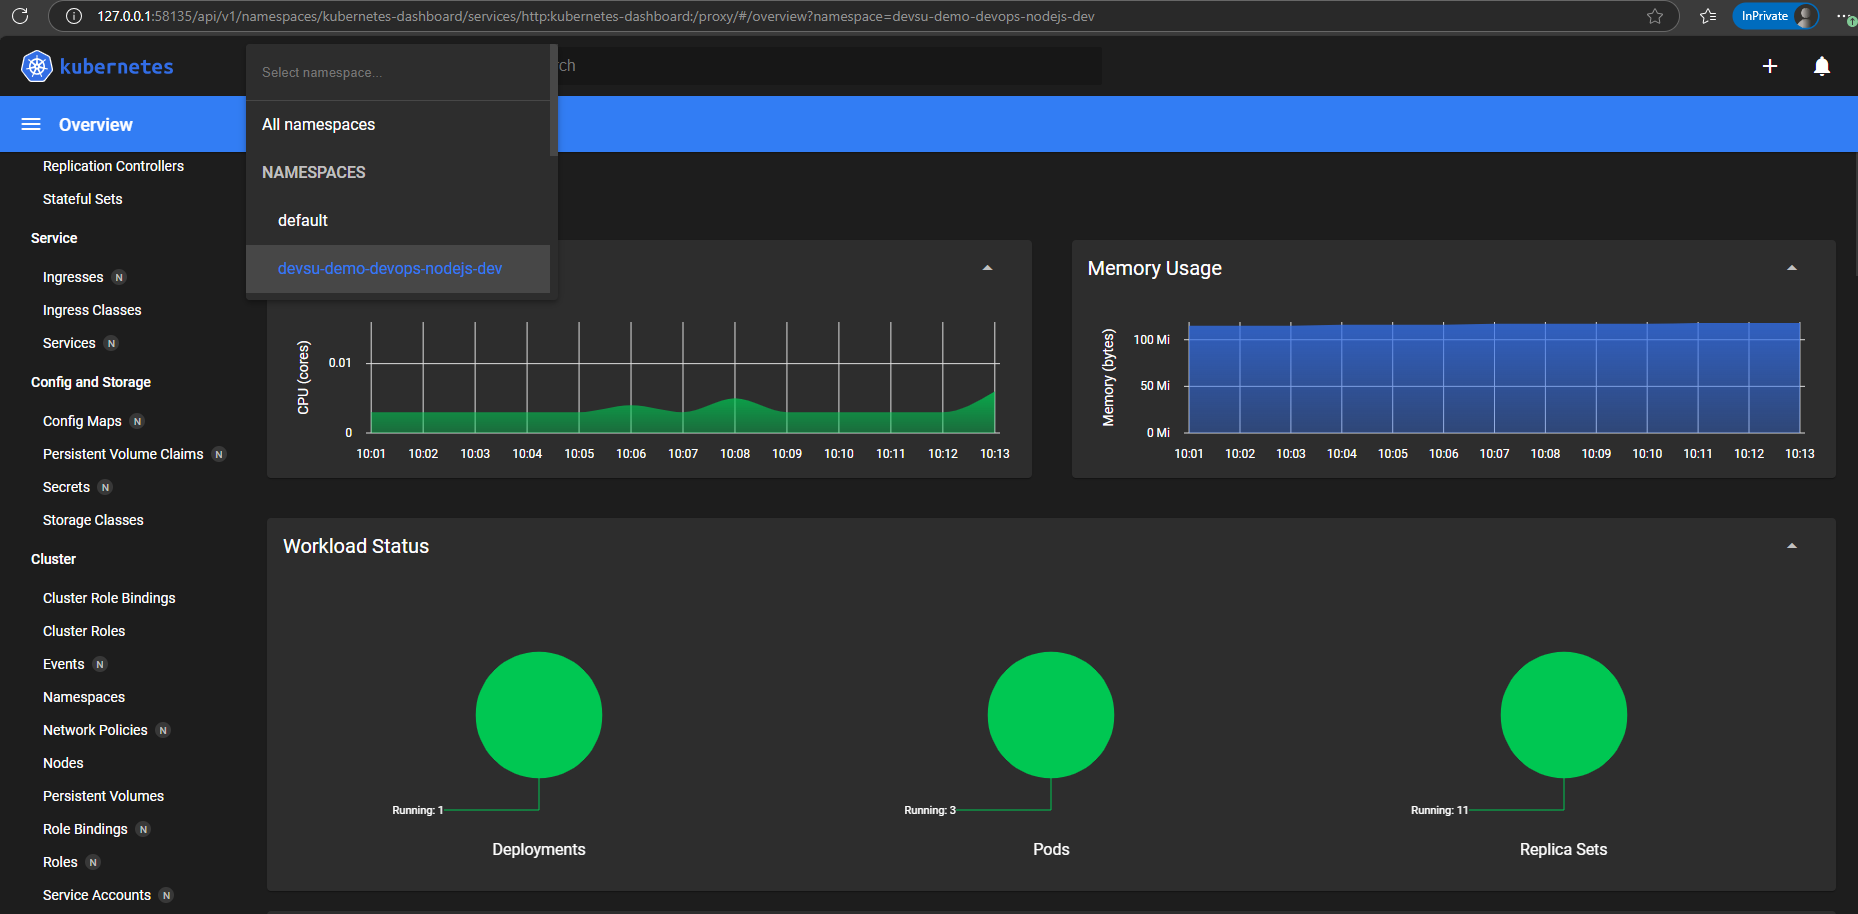 127.0.0.1:58135/api/v1/namespaces/kubernetes-dashboard/services/http:kubernetes-dashboard:/proxy/#/overview?namespace=devsu-demo-devops-nodejs-dev
InPrivate
1
kubernetes
Select namespace...
ch
Overview
All namespaces
NAMESPACES
default
devsu-demo-devops-nodejs-dev
Replication Controllers
Stateful Sets
Service
Ingresses N
Ingress Classes
Services N
Config and Storage
Config Maps N
Persistent Volume Claims N
Secrets N
Storage Classes
Cluster
Cluster Role Bindings
Cluster Roles
Events N
Namespaces
Network Policies N
Nodes
Persistent Volumes
Role Bindings N
Roles N
Service Accounts N
CPU (cores)
0.01
0
10:01 10:02 10:03 10:04 10:05 10:06 10:07 10:08 10:09 10:10 10:11 10:12 10:13
Memory Usage
Memory (bytes)
100 Mi
50 Mi
0 Mi
10:01 10:02 10:03 10:04 10:05 10:06 10:07 10:08 10:09 10:10 10:11 10:12 10:13
Workload Status
Running: 1
Deployments
Running: 3
Pods
Running: 11
Replica Sets